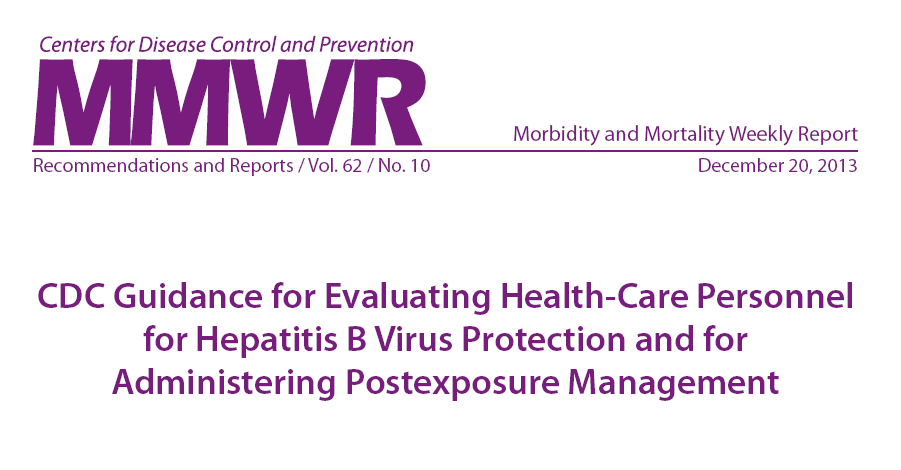 Centers for Disease Control and Prevention
MMWR
Morbidity and Mortality Weekly Report
Recommendations and Reports / Vol. 62 / No. 10
December 20, 2013
CDC Guidance for Evaluating Health-Care Personnel
for Hepatitis B Virus Protection and for
Administering Postexposure Management